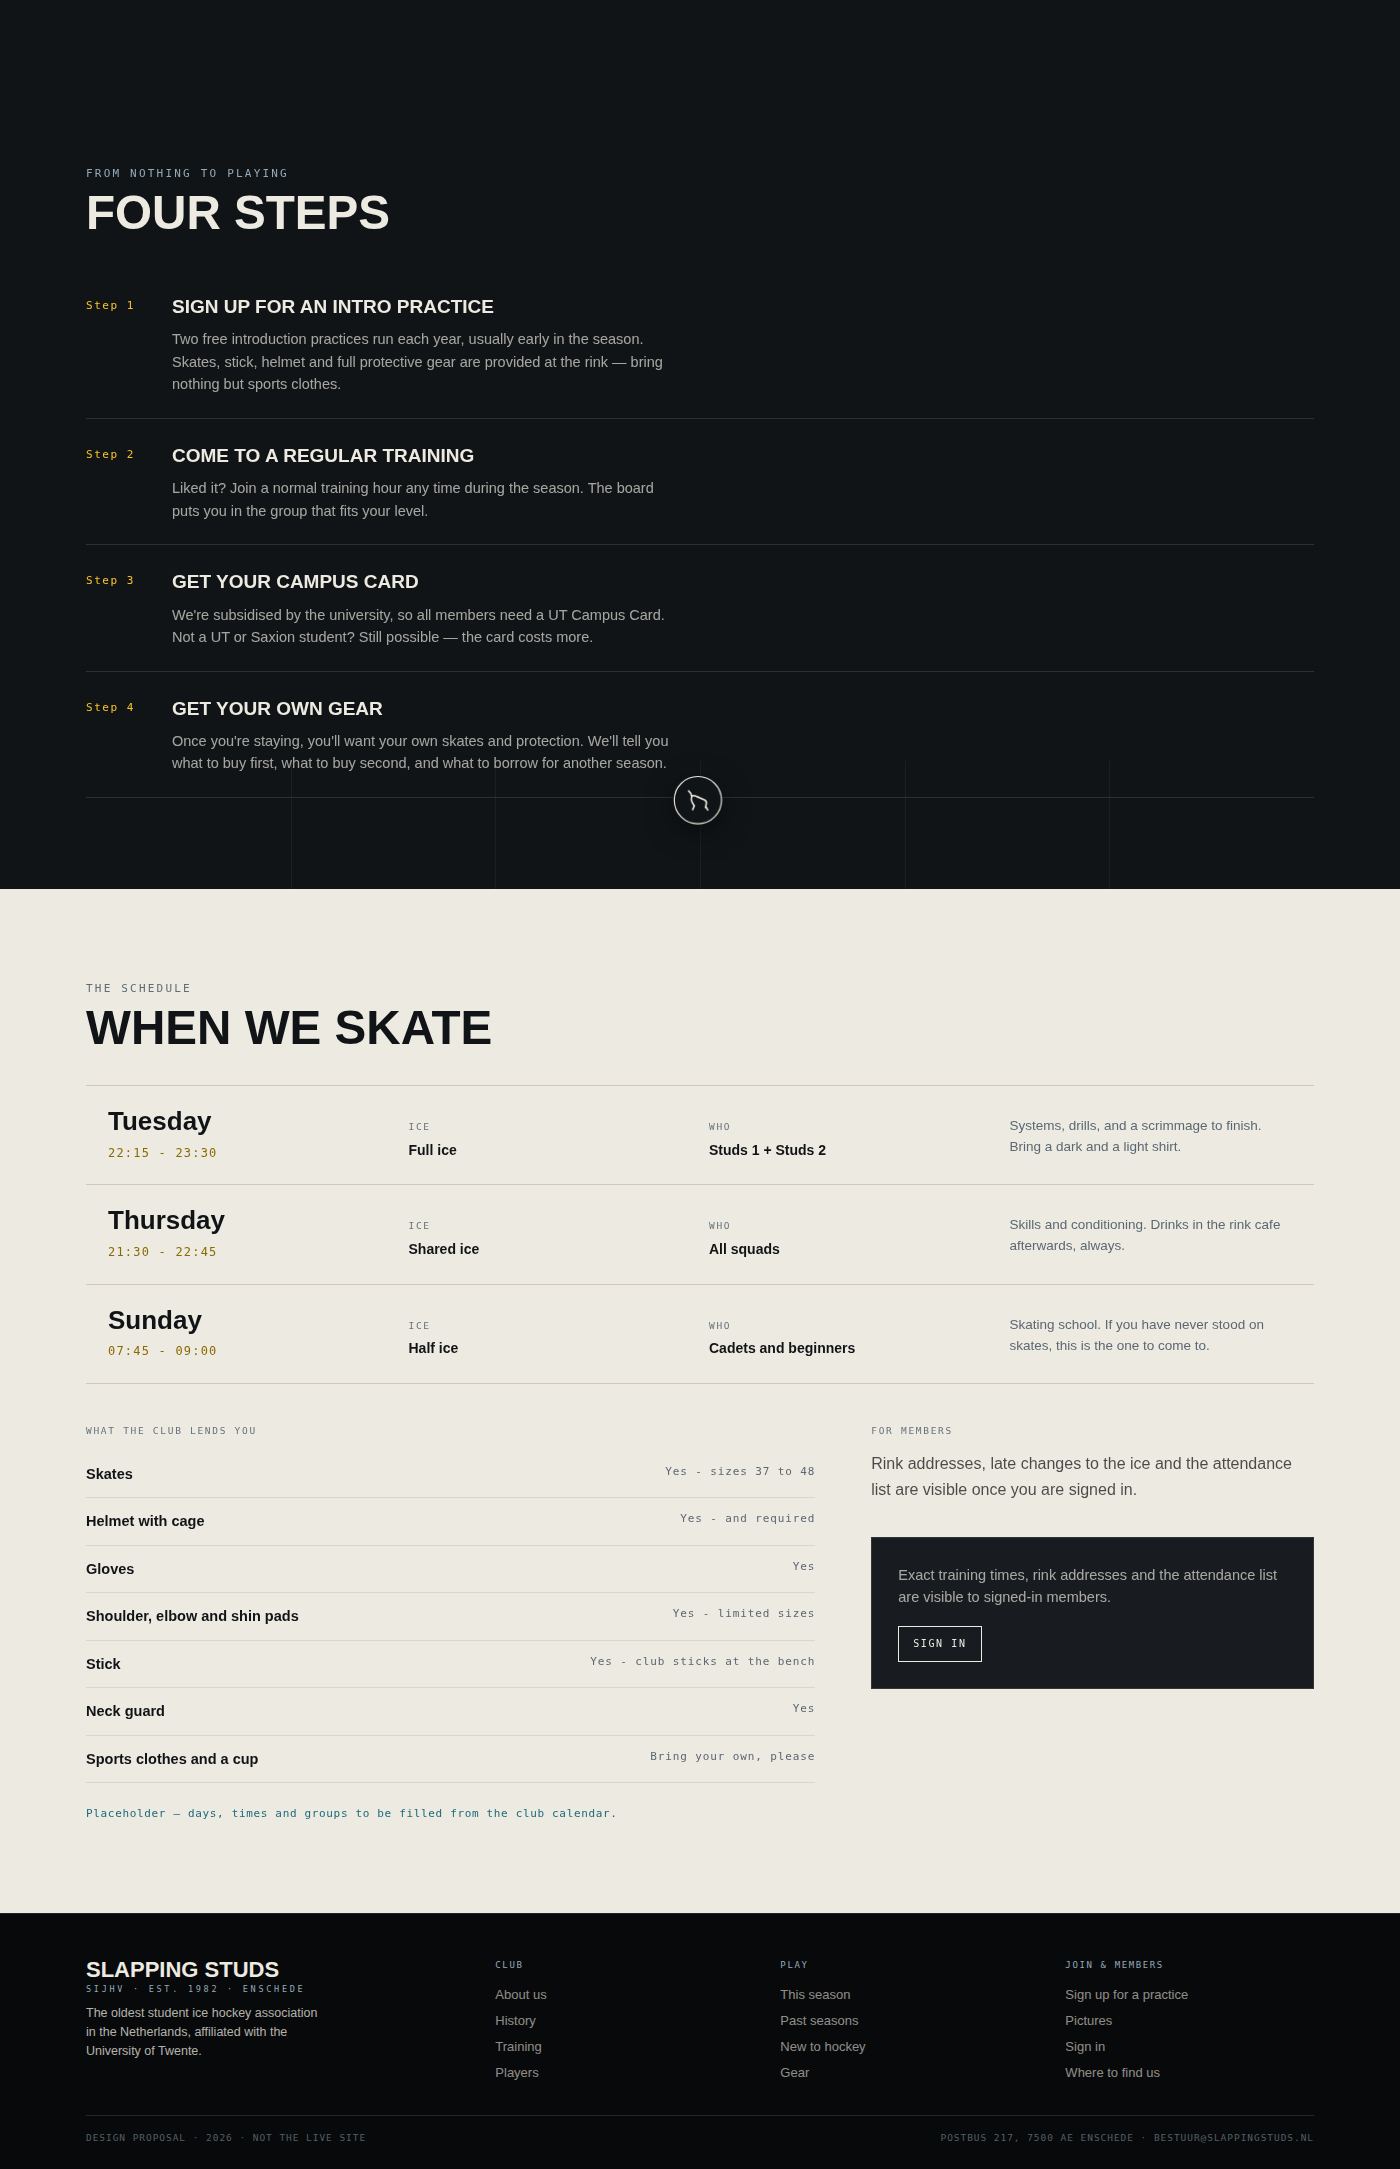 FROM NOTHING TO PLAYING
FOUR STEPS
Step 1
SIGN UP FOR AN INTRO PRACTICE
Two free introduction practices run each year, usually early in the season.
Skates, stick, helmet and full protective gear are provided at the rink — bring
nothing but sports clothes.
Step 2
COME TO A REGULAR TRAINING
Liked it? Join a normal training hour any time during the season. The board
puts you in the group that fits your level.
Step 3
GET YOUR CAMPUS CARD
We're subsidised by the university, so all members need a UT Campus Card.
Not a UT or Saxion student? Still possible — the card costs more.
Step 4
GET YOUR OWN GEAR
Once you're staying, you'll want your own skates and protection. We'll tell you
what to buy first, what to buy second, and what to borrow for another season.
THE SCHEDULE
WHEN WE SKATE
Tuesday
22:15 - 23:30
ICE
Full ice
WHO
Studs 1 + Studs 2
Systems, drills, and a scrimmage to finish.
Bring a dark and a light shirt.
Thursday
21:30 - 22:45
ICE
Shared ice
WHO
All squads
Skills and conditioning. Drinks in the rink cafe
afterwards, always.
Sunday
07:45 - 09:00
ICE
Half ice
WHO
Cadets and beginners
Skating school. If you have never stood on
skates, this is the one to come to.
WHAT THE CLUB LENDS YOU
Skates
Yes - sizes 37 to 48
Helmet with cage
Yes - and required
Gloves
Yes
Shoulder, elbow and shin pads
Yes - limited sizes
Stick
Yes - club sticks at the bench
Neck guard
Yes
Sports clothes and a cup
Bring your own, please
Placeholder — days, times and groups to be filled from the club calendar.
FOR MEMBERS
Rink addresses, late changes to the ice and the attendance
list are visible once you are signed in.
Exact training times, rink addresses and the attendance list
are visible to signed-in members.
SIGN IN
SLAPPING STUDS
SIJHV · EST. 1982 · ENSCHEDE
The oldest student ice hockey association
in the Netherlands, affiliated with the
University of Twente.
CLUB
About us
History
Training
Players
PLAY
This season
Past seasons
New to hockey
Gear
JOIN & MEMBERS
Sign up for a practice
Pictures
Sign in
Where to find us
DESIGN PROPOSAL · 2026 · NOT THE LIVE SITE
POSTBUS 217, 7500 AE ENSCHEDE · BESTUUR@SLAPPINGSTUDS.NL